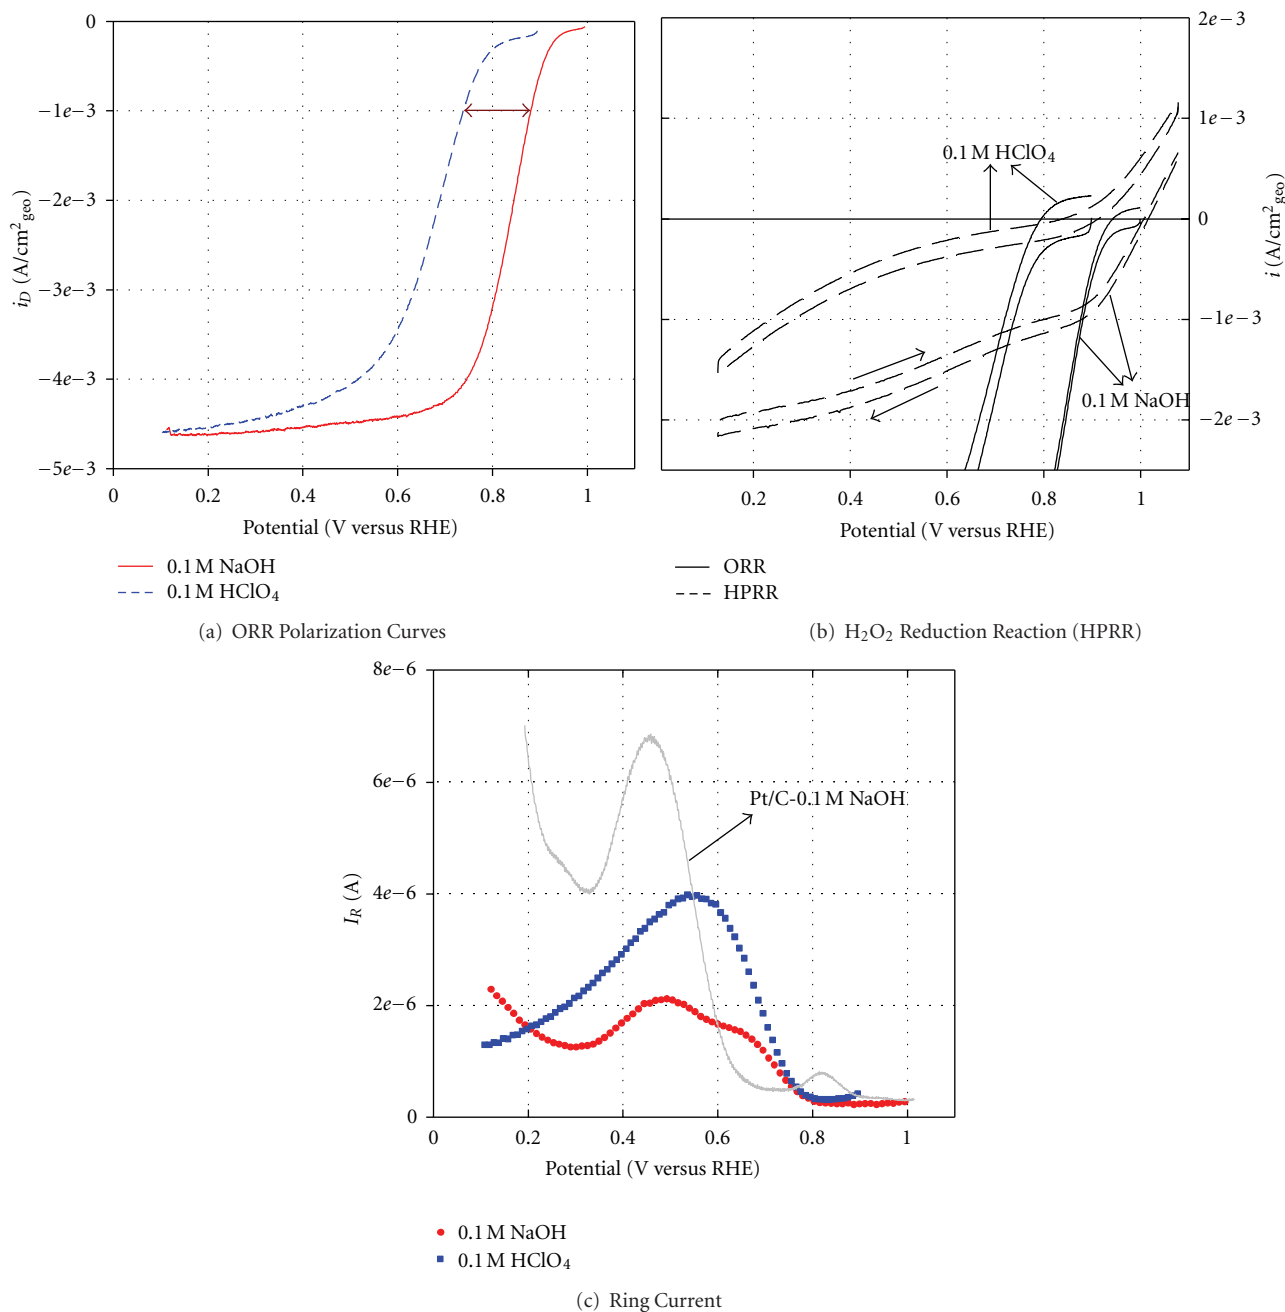 0
−1e−3
−2e−3
−3e−3
−4e−3
−5e−3
i_D (A/cm²geo)
0 0.2 0.4 0.6 0.8 1
Potential (V versus RHE)
0.1 M NaOH
0.1 M HClO₄
(a) ORR Polarization Curves
2e−3
1e−3
0
−1e−3
−2e−3
i (A/cm²geo)
0.1 M HClO₄
0.1 M NaOH
0.2 0.4 0.6 0.8 1
Potential (V versus RHE)
ORR
HPRR
(b) H₂O₂ Reduction Reaction (HPRR)
8e−6
6e−6
4e−6
2e−6
0
I_R (A)
Pt/C-0.1 M NaOH
0 0.2 0.4 0.6 0.8 1
Potential (V versus RHE)
0.1 M NaOH
0.1 M HClO₄
(c) Ring Current